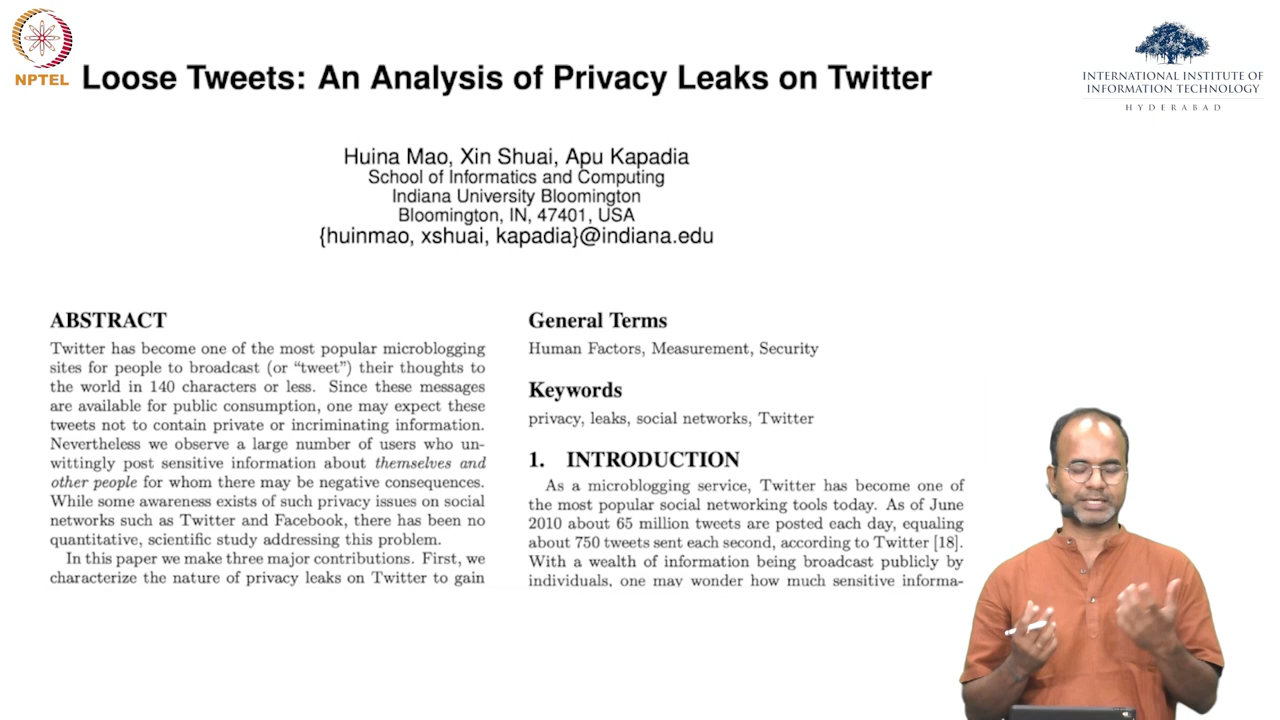 NPTEL
Loose Tweets: An Analysis of Privacy Leaks on Twitter
INTERNATIONAL INSTITUTE OF
INFORMATION TECHNOLOGY
HYDERABAD
Huina Mao, Xin Shuai, Apu Kapadia
School of Informatics and Computing
Indiana University Bloomington
Bloomington, IN, 47401, USA
{huinmao, xshuai, kapadia}@indiana.edu
ABSTRACT
Twitter has become one of the most popular microblogging
sites for people to broadcast (or “tweet”) their thoughts to
the world in 140 characters or less. Since these messages
are available for public consumption, one may expect these
tweets not to contain private or incriminating information.
Nevertheless we observe a large number of users who un-
wittingly post sensitive information about themselves and
other people for whom there may be negative consequences.
While some awareness exists of such privacy issues on social
networks such as Twitter and Facebook, there has been no
quantitative, scientific study addressing this problem.
In this paper we make three major contributions. First, we
characterize the nature of privacy leaks on Twitter to gain
General Terms
Human Factors, Measurement, Security
Keywords
privacy, leaks, social networks, Twitter
1. INTRODUCTION
As a microblogging service, Twitter has become one of
the most popular social networking tools today. As of June
2010 about 65 million tweets are posted each day, equaling
about 750 tweets sent each second, according to Twitter [18].
With a wealth of information being broadcast publicly by
individuals, one may wonder how much sensitive informa-